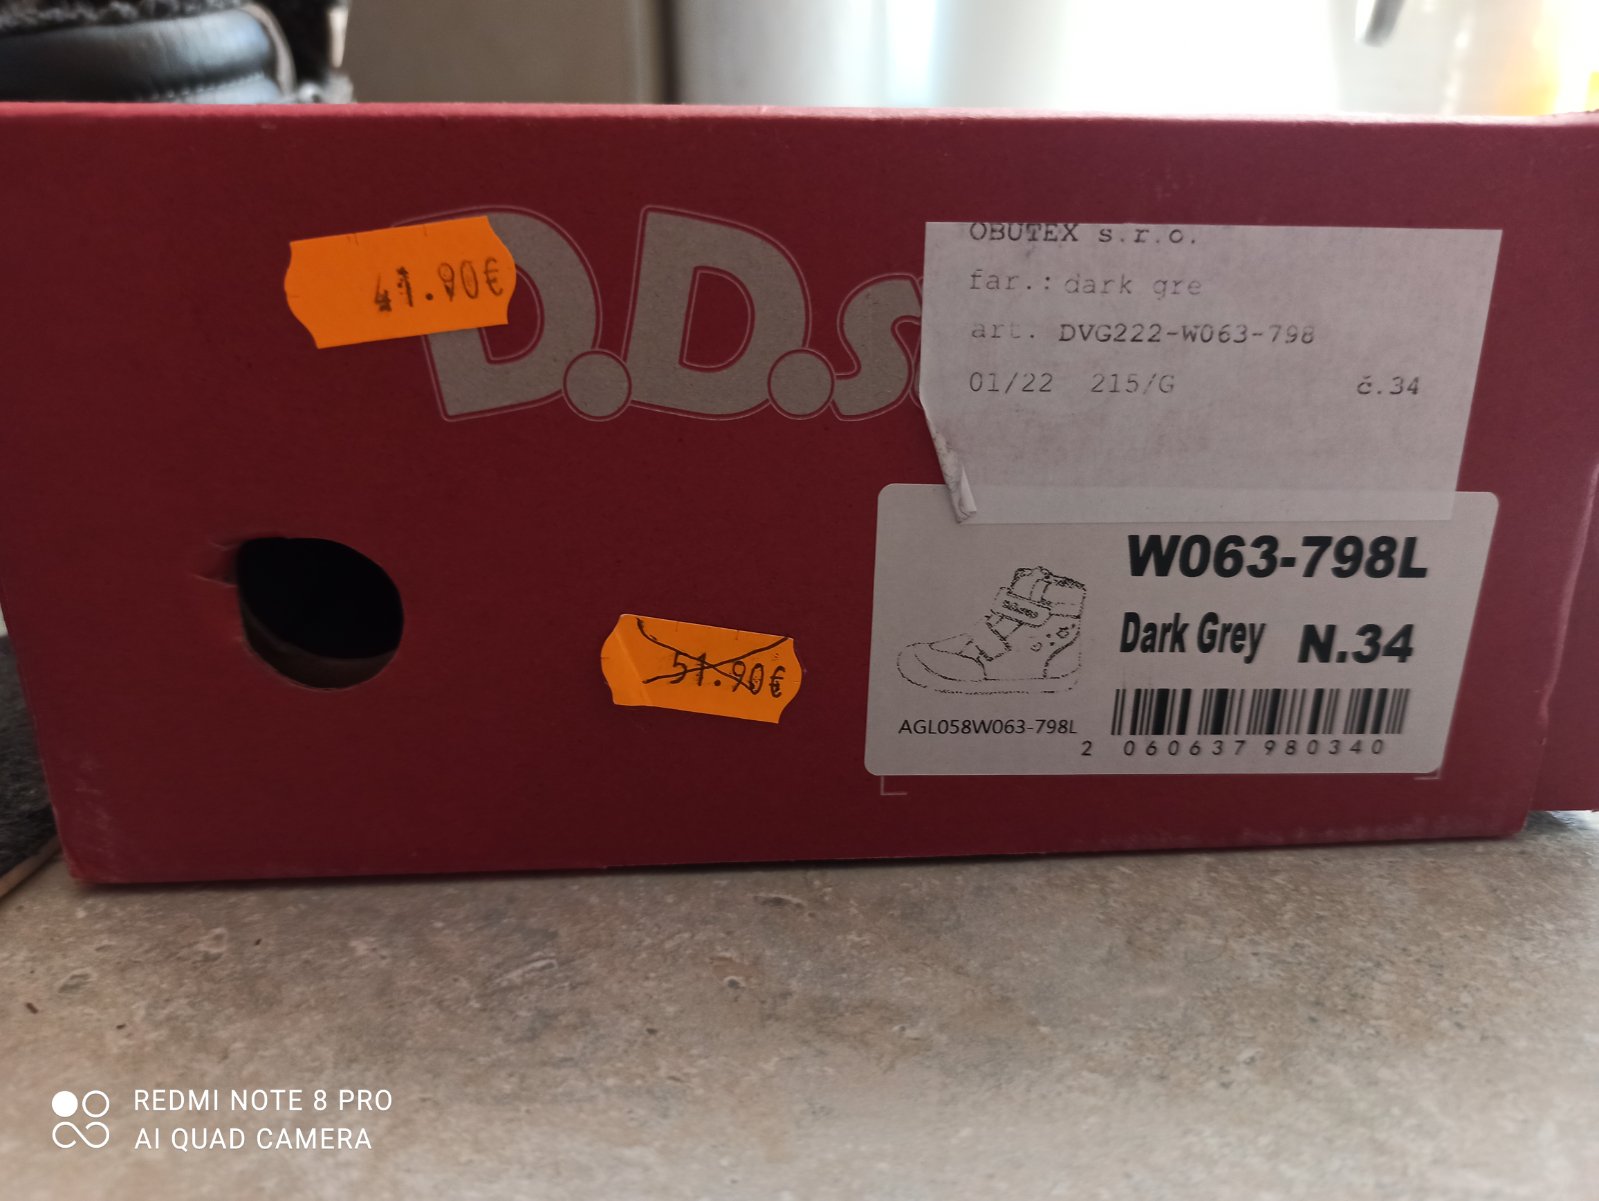 41.90€
D.D.s
OBUTEX s.r.o.
far.: dark gre
art. DVG222-W063-798
01/22 215/G č.34
51.90€
W063-798L
Dark Grey N.34
AGL058W063-798L
2 060637 980340
REDMI NOTE 8 PRO
AI QUAD CAMERA